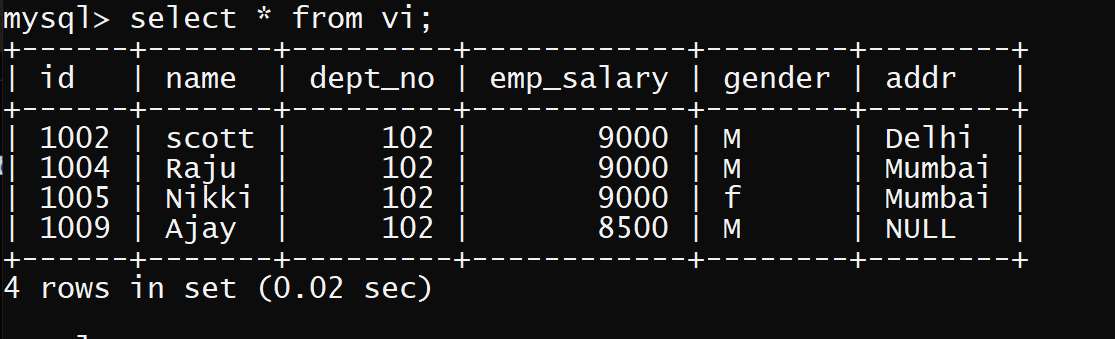 mysql> select * from vi;
+------+-------+---------+------------+--------+--------+
| id   | name  | dept_no | emp_salary | gender | addr   |
+------+-------+---------+------------+--------+--------+
| 1002 | scott |     102 |       9000 | M      | Delhi  |
| 1004 | Raju  |     102 |       9000 | M      | Mumbai |
| 1005 | Nikki |     102 |       9000 | f      | Mumbai |
| 1009 | Ajay  |     102 |       8500 | M      | NULL   |
+------+-------+---------+------------+--------+--------+
4 rows in set (0.02 sec)